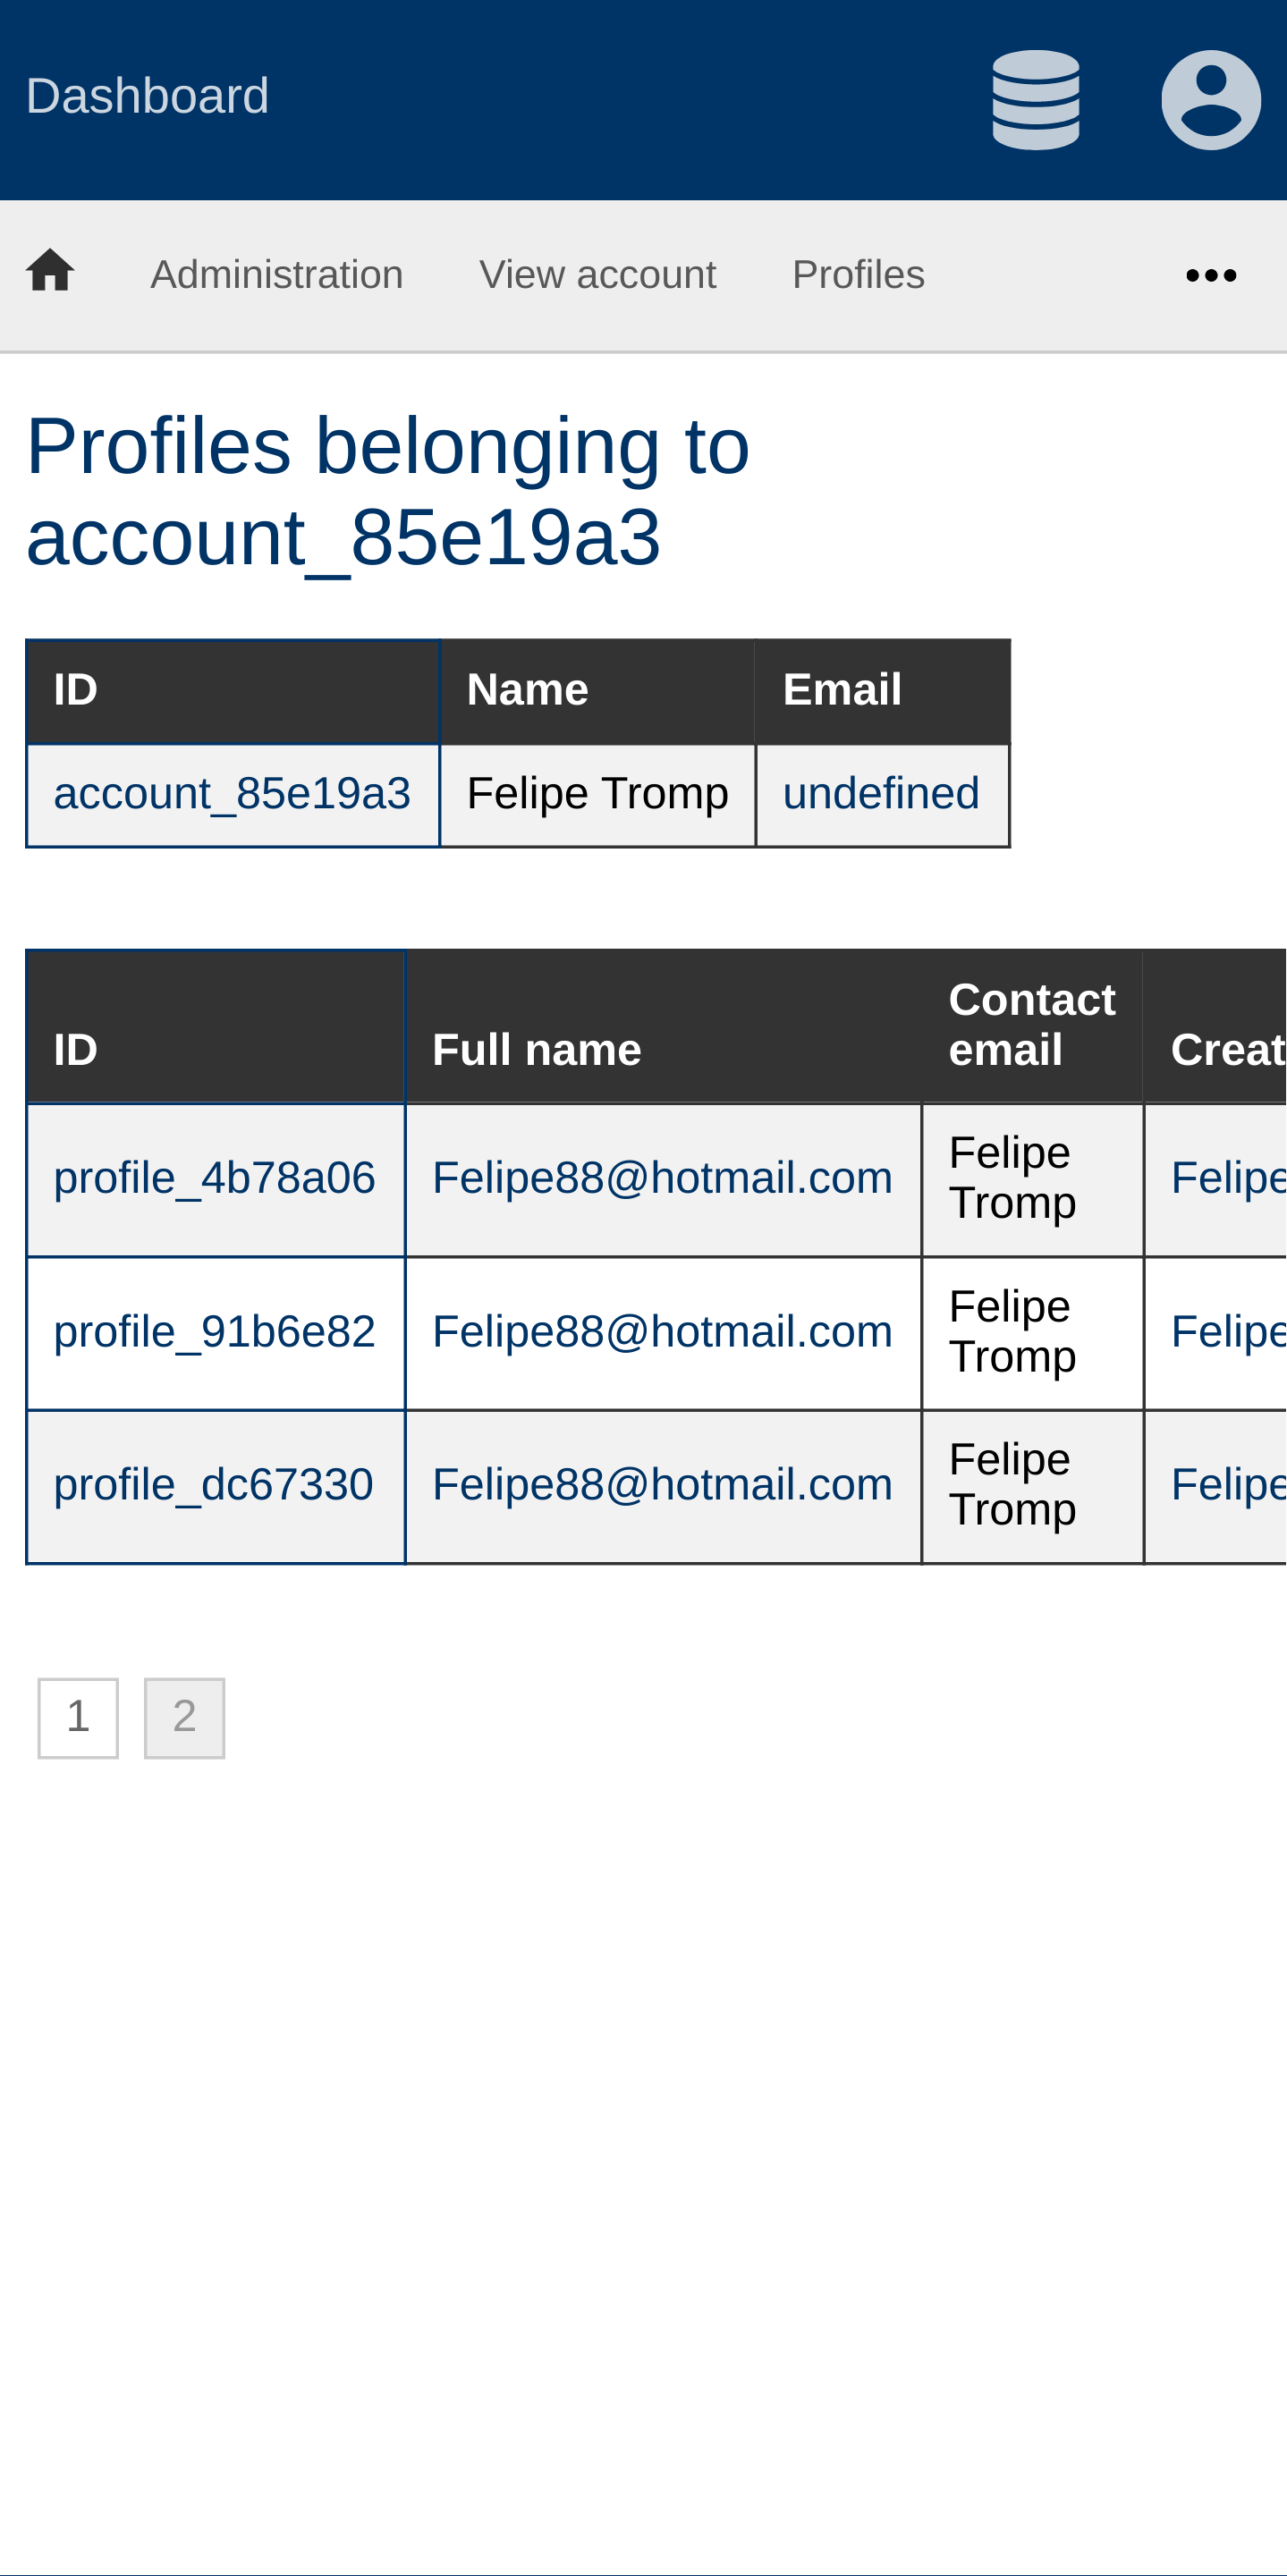 Dashboard
Administration View account Profiles •••
Profiles belonging to
account_85e19a3
ID Name Email
account_85e19a3 Felipe Tromp undefined
ID Full name Contact email Creat
profile_4b78a06 Felipe88@hotmail.com Felipe Tromp Felipe
profile_91b6e82 Felipe88@hotmail.com Felipe Tromp Felipe
profile_dc67330 Felipe88@hotmail.com Felipe Tromp Felipe
1 2